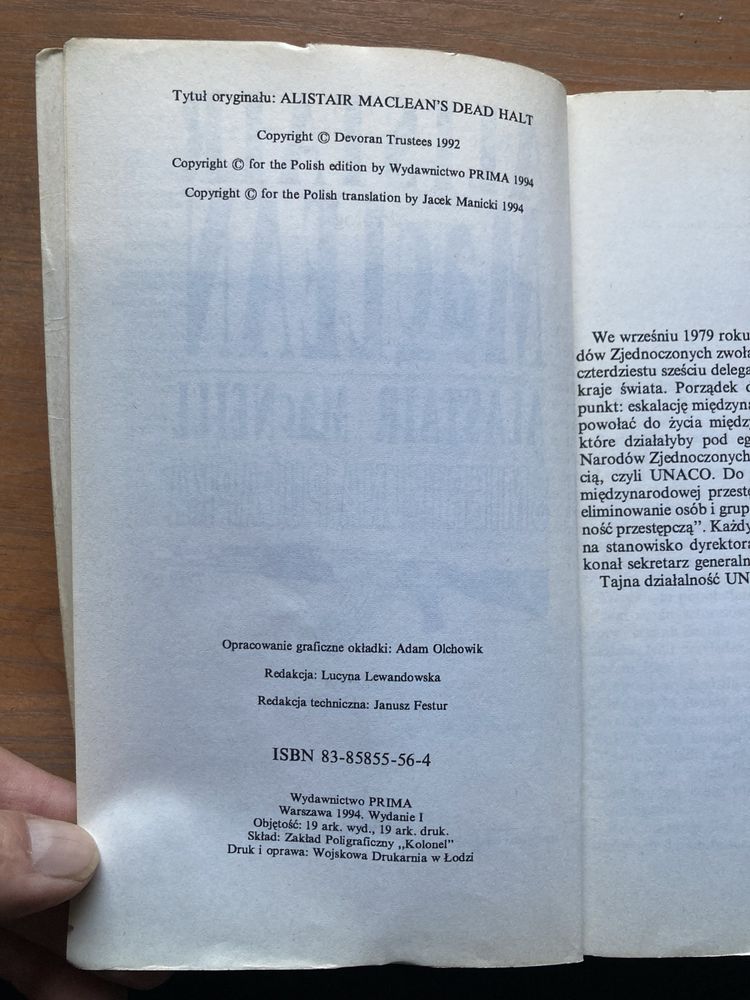 Tytuł oryginału: ALISTAIR MACLEAN'S DEAD HALT
Copyright © Devoran Trustees 1992
Copyright © for the Polish edition by Wydawnictwo PRIMA 1994
Copyright © for the Polish translation by Jacek Manicki 1994
Opracowanie graficzne okładki: Adam Olchowik
Redakcja: Lucyna Lewandowska
Redakcja techniczna: Janusz Festur
ISBN 83-85855-56-4
Wydawnictwo PRIMA
Warszawa 1994. Wydanie I
Objętość: 19 ark. wyd., 19 ark. druk.
Skład: Zakład Poligraficzny „Kolonel”
Druk i oprawa: Wojskowa Drukarnia w Łodzi
We wrześniu 1979 roku
dów Zjednoczonych zwoła
czterdziestu sześciu delega
kraje świata. Porządek
punkt: eskalację międzyna
powołać do życia między
które działałyby pod eg
Narodów Zjednoczonych
cią, czyli UNACO. Do
międzynarodowej przestę
eliminowanie osób i grup
ność przestępczą”. Każdy
na stanowisko dyrektora
konał sekretarz generaln
Tajna działalność UN